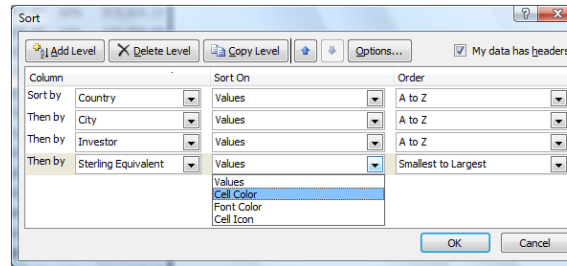 Sort
Add Level Delete Level Copy Level Options... My data has headers
Column Sort On Order
Sort by Country Values A to Z
Then by City Values A to Z
Then by Investor Values A to Z
Then by Sterling Equivalent Values Smallest to Largest
Values
Cell Color
Font Color
Cell Icon
OK Cancel